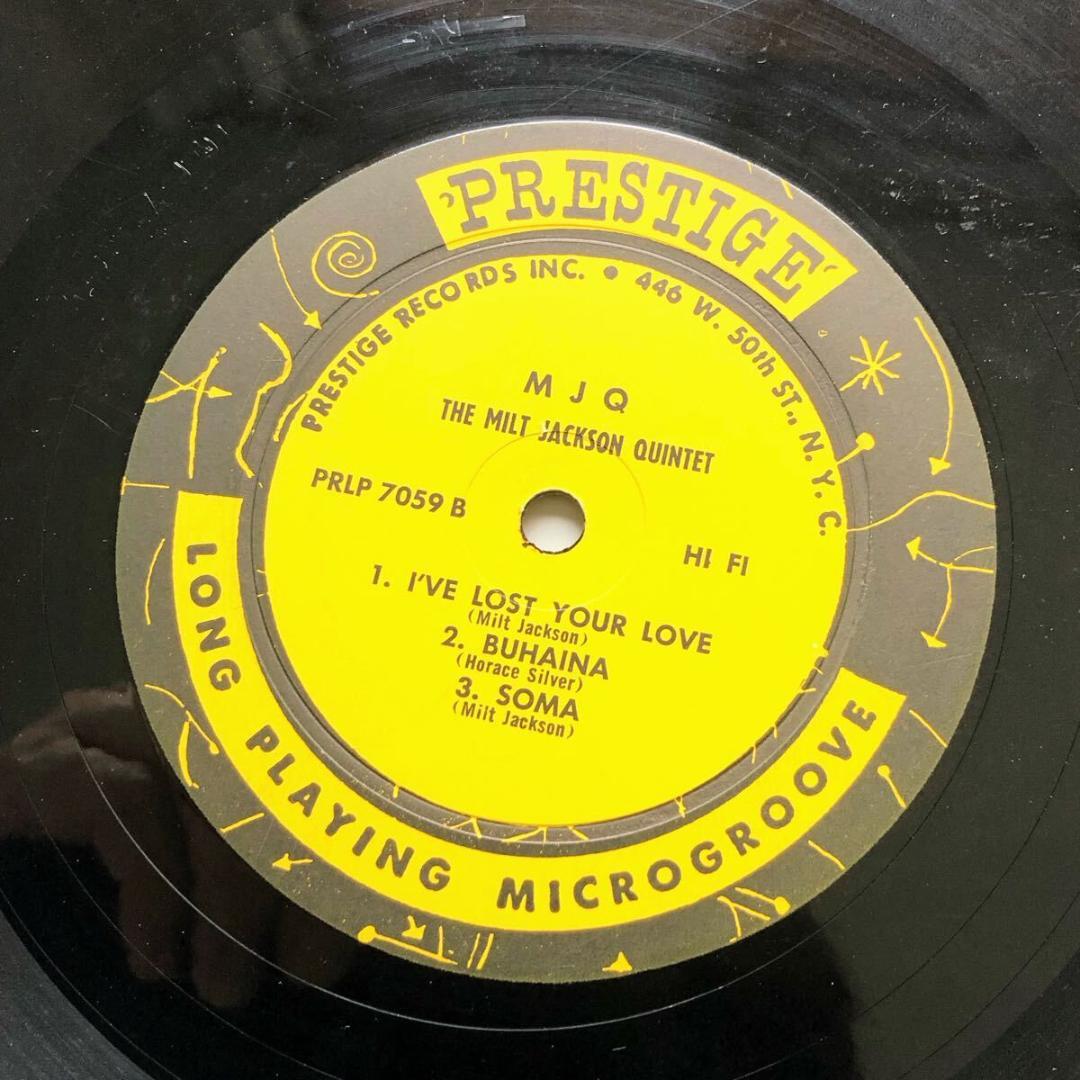 PRESTIGE
PRESTIGE RECORDS INC. • 446 W. 50th ST., N. Y. C.
M J Q
THE MILT JACKSON QUINTET
PRLP 7059 B
HI FI
1. I'VE LOST YOUR LOVE
(Milt Jackson)
2. BUHAINA
(Horace Silver)
3. SOMA
(Milt Jackson)
LONG PLAYING MICROGROOVE